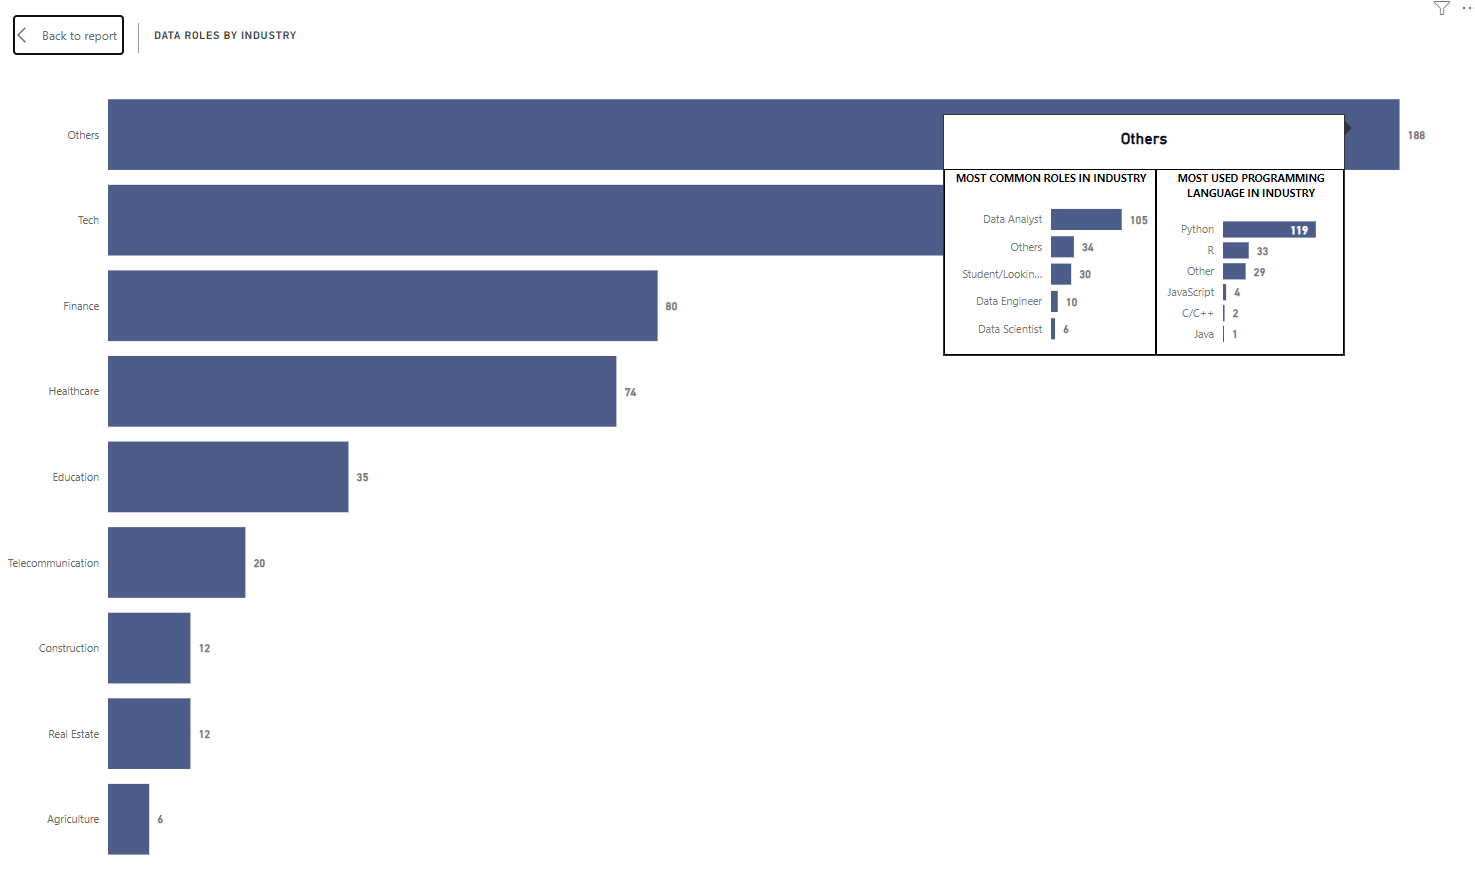 Back to report
DATA ROLES BY INDUSTRY
Others
188
Others
MOST COMMON ROLES IN INDUSTRY
Data Analyst 105
Others 34
Student/Lookin... 30
Data Engineer 10
Data Scientist 6
MOST USED PROGRAMMING
LANGUAGE IN INDUSTRY
Python 119
R 33
Other 29
JavaScript 4
C/C++ 2
Java 1
Tech
Finance 80
Healthcare 74
Education 35
Telecommunication 20
Construction 12
Real Estate 12
Agriculture 6